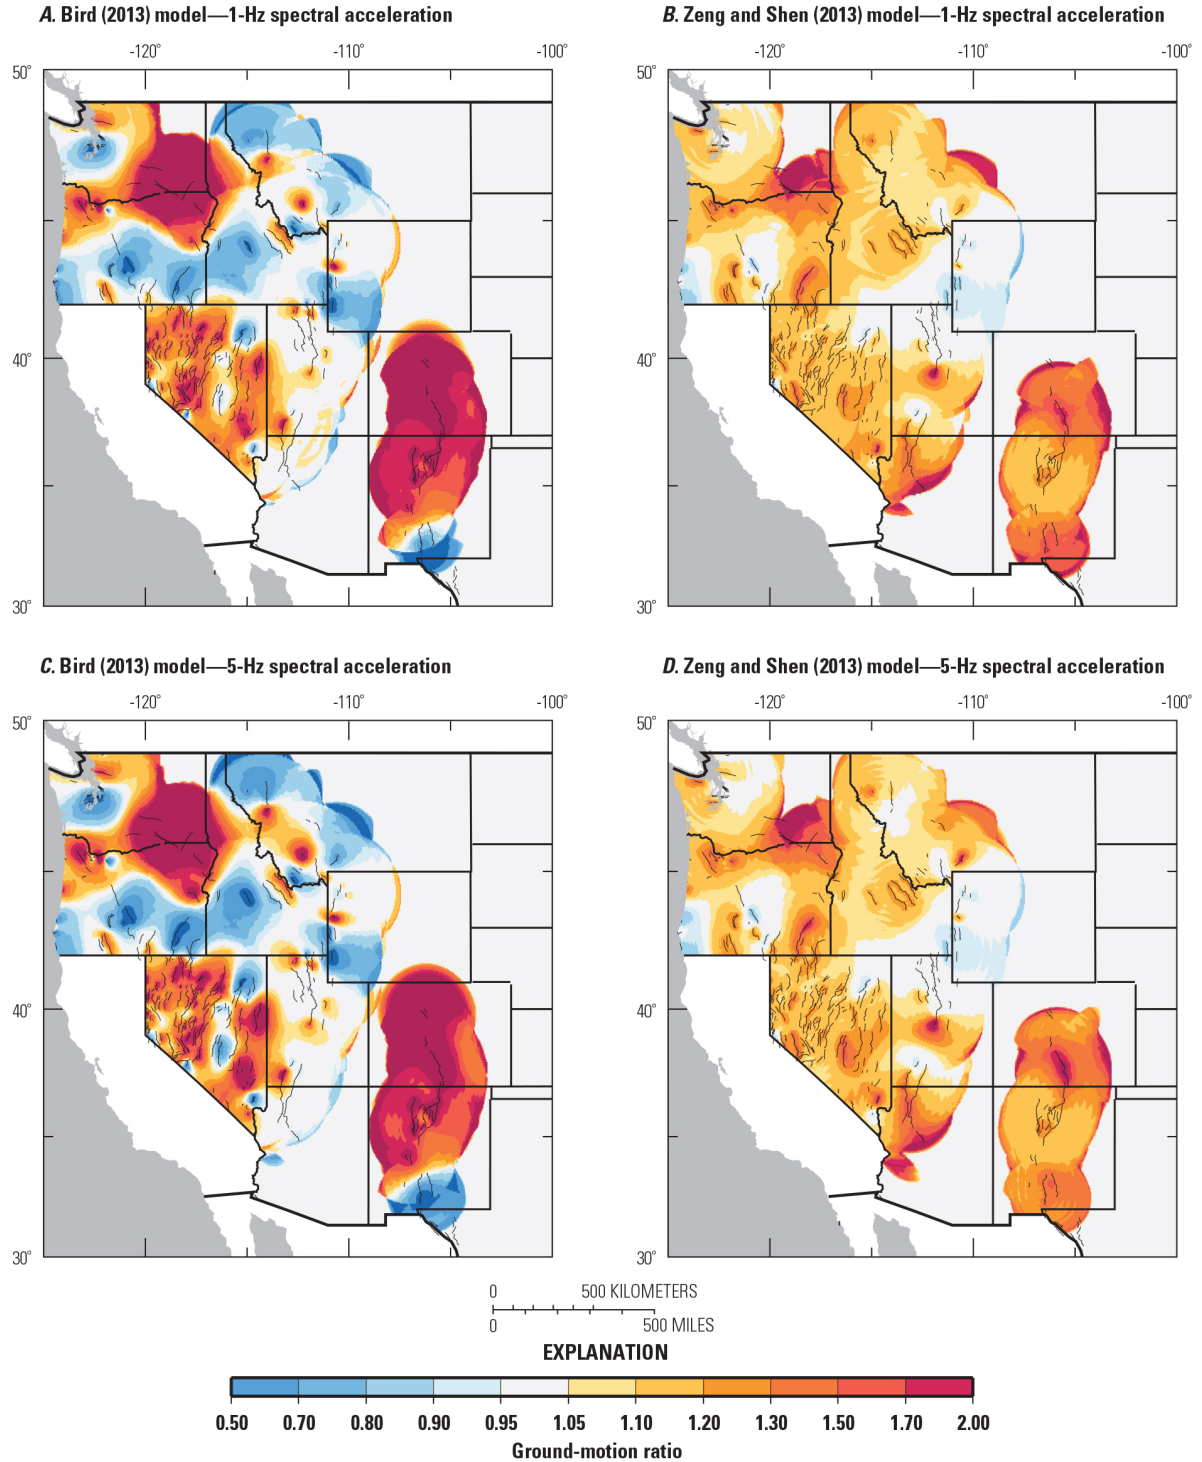 A. Bird (2013) model—1-Hz spectral acceleration
B. Zeng and Shen (2013) model—1-Hz spectral acceleration
-120° -110° -100°
-120° -110° -100°
50°
50°
40°
40°
30°
30°
C. Bird (2013) model—5-Hz spectral acceleration
D. Zeng and Shen (2013) model—5-Hz spectral acceleration
-120° -110° -100°
-120° -110° -100°
50°
50°
40°
40°
30°
30°
0 500 KILOMETERS
0 500 MILES
EXPLANATION
0.50 0.70 0.80 0.90 0.95 1.05 1.10 1.20 1.30 1.50 1.70 2.00
Ground-motion ratio